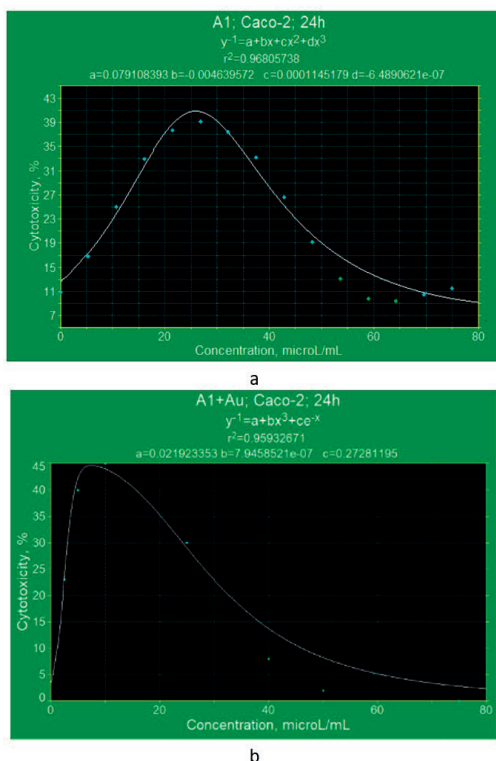 A1; Caco-2; 24h
y⁻¹=a+bx+cx²+dx³
r²=0.96805738
a=0.079108393 b=-0.004639572 c=0.0001145179 d=-6.4890621e-07
Cytotoxicity, %
43
39
35
31
27
23
19
15
11
7
0 20 40 60 80
Concentration, microL/mL
a
A1+Au; Caco-2; 24h
y⁻¹=a+bx³+ce⁻ˣ
r²=0.95932671
a=0.021923353 b=7.9458521e-07 c=0.27281195
Cytotoxicity, %
45
40
35
30
25
20
15
10
5
0
0 20 40 60 80
Concentration, microL/mL
b